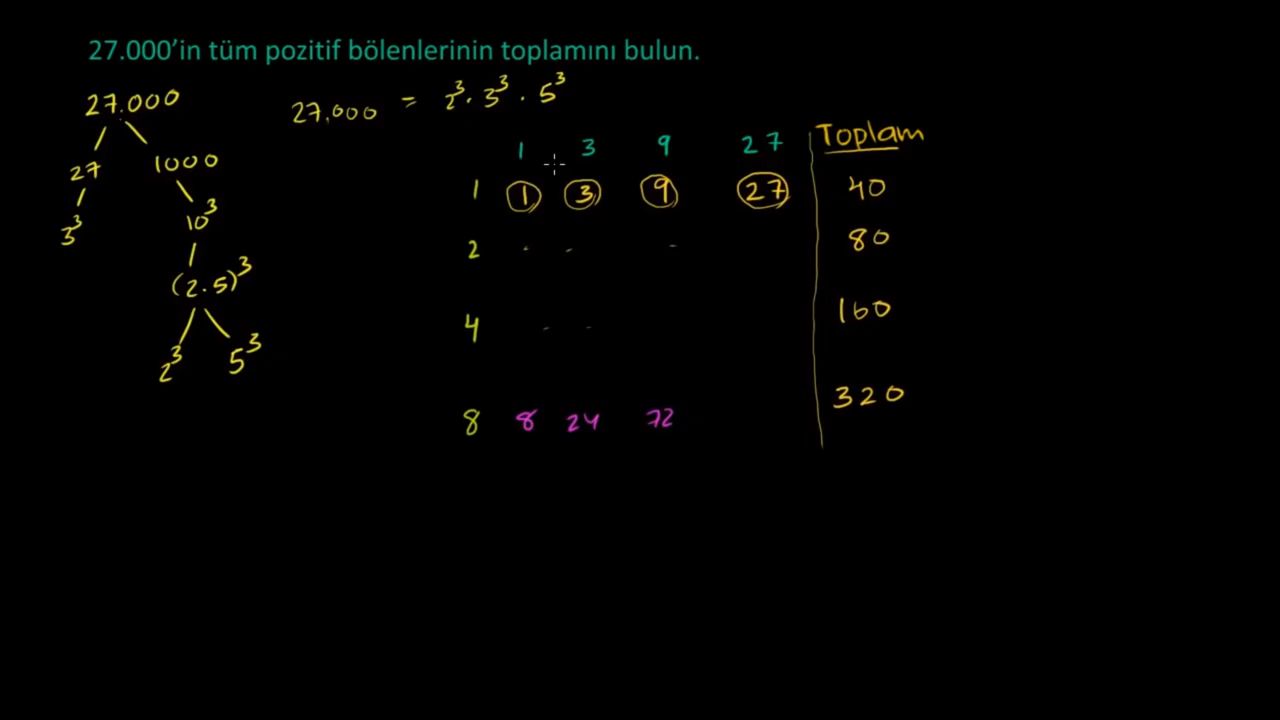 27.000’in tüm pozitif bölenlerinin toplamını bulun.
27.000
27.000 = 2³·3³·5³
27 1000
3³ 10³
(2.5)³
2³ 5³
1 3 9 27 Toplam
1 1 3 9 27 40
2 80
4 160
8 8 24 72 320